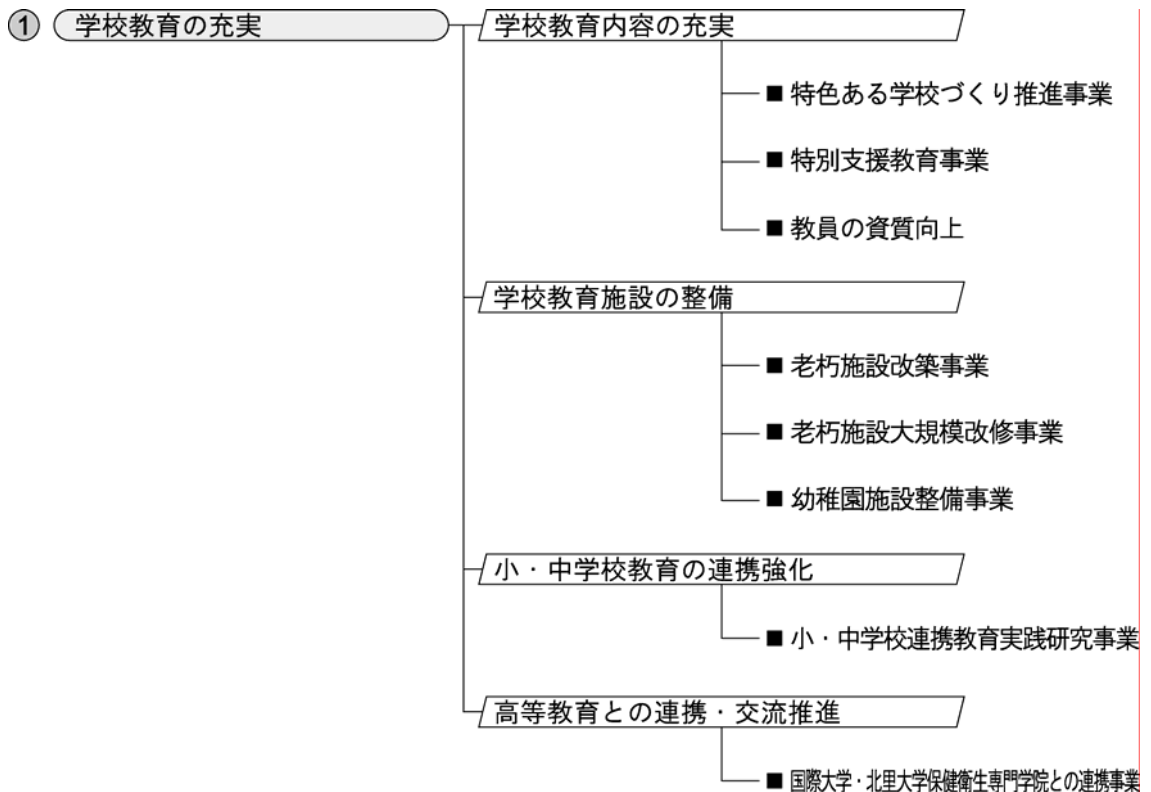 ① 学校教育の充実
学校教育内容の充実
■ 特色ある学校づくり推進事業
■ 特別支援教育事業
■ 教員の資質向上
学校教育施設の整備
■ 老朽施設改築事業
■ 老朽施設大規模改修事業
■ 幼稚園施設整備事業
小・中学校教育の連携強化
■ 小・中学校連携教育実践研究事業
高等教育との連携・交流推進
■ 国際大学・北里大学保健衛生専門学院との連携事業